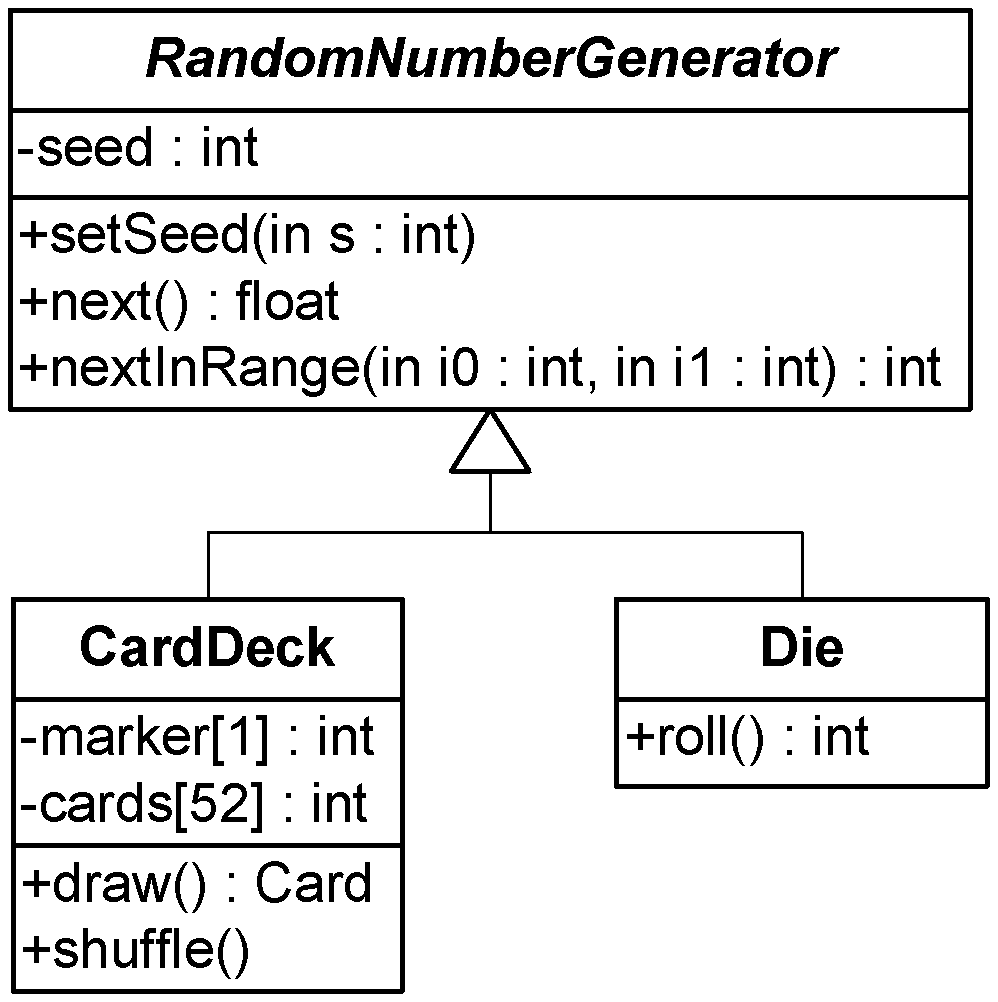 RandomNumberGenerator
-seed : int
+setSeed(in s : int)
+next() : float
+nextInRange(in i0 : int, in i1 : int) : int
CardDeck
-marker[1] : int
-cards[52] : int
+draw() : Card
+shuffle()
Die
+roll() : int